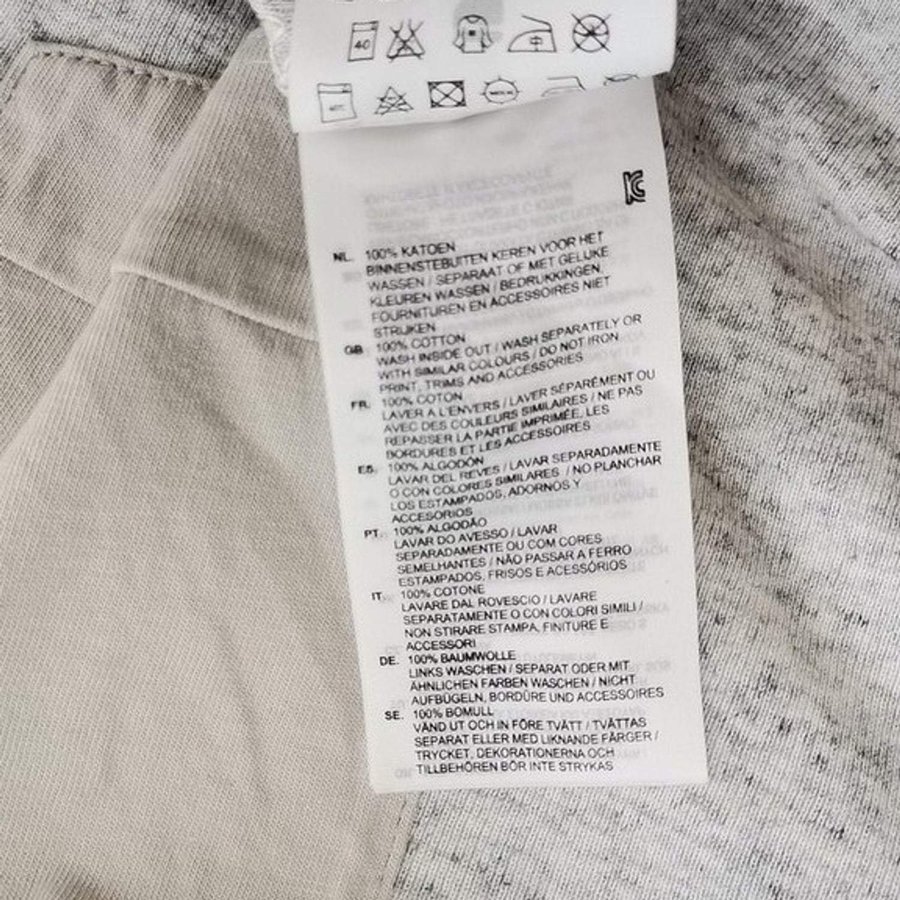 40
NL. 100% KATOEN
BINNENSTEBUITEN KEREN VOOR HET
WASSEN / SEPARAAT OF MET GELIJKE
KLEUREN WASSEN / BEDRUKKINGEN,
FOURNITUREN EN ACCESSOIRES NIET
STRIJKEN
GB. 100% COTTON
WASH INSIDE OUT / WASH SEPARATELY OR
WITH SIMILAR COLOURS / DO NOT IRON
PRINT, TRIMS AND ACCESSORIES
FR. 100% COTON
LAVER A L'ENVERS / LAVER SÉPARÉMENT OU
AVEC DES COULEURS SIMILAIRES / NE PAS
REPASSER LA PARTIE IMPRIMÉE, LES
BORDURES ET LES ACCESSOIRES
ES. 100% ALGODÓN
LAVAR DEL REVES / LAVAR SEPARADAMENTE
O CON COLORES SIMILARES / NO PLANCHAR
LOS ESTAMPADOS, ADORNOS Y
ACCESORIOS
PT. 100% ALGODÃO
LAVAR DO AVESSO / LAVAR
SEPARADAMENTE OU COM CORES
SEMELHANTES / NÃO PASSAR A FERRO
ESTAMPADOS, FRISOS E ACESSÓRIOS
IT. 100% COTONE
LAVARE DAL ROVESCIO / LAVARE
SEPARATAMENTE O CON COLORI SIMILI /
NON STIRARE STAMPA, FINITURE E
ACCESSORI
DE. 100% BAUMWOLLE
LINKS WASCHEN / SEPARAT ODER MIT
ÄHNLICHEN FARBEN WASCHEN / NICHT
AUFBÜGELN, BORDÜRE UND ACCESSOIRES
SE. 100% BOMULL
VÄND UT OCH IN FÖRE TVÄTT / TVÄTTAS
SEPARAT ELLER MED LIKNANDE FÄRGER /
TRYCKET, DEKORATIONERNA OCH
TILLBEHÖREN BÖR INTE STRYKAS